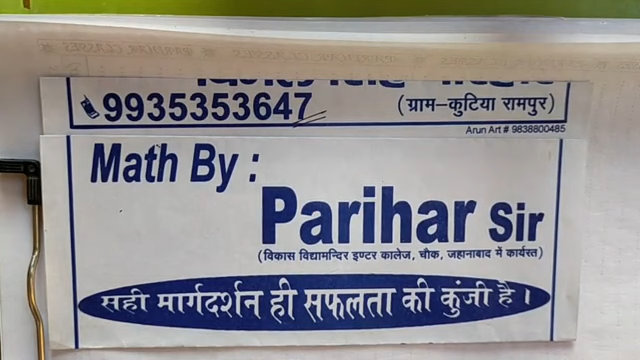 9935353647 (ग्राम-कुटिया रामपुर)
Arun Art # 9838800485
Math By :
Parihar Sir
(विकास विद्यामन्दिर इण्टर कालेज, चौक, जहानाबाद में कार्यरत)
सही मार्गदर्शन ही सफलता की कुंजी है।